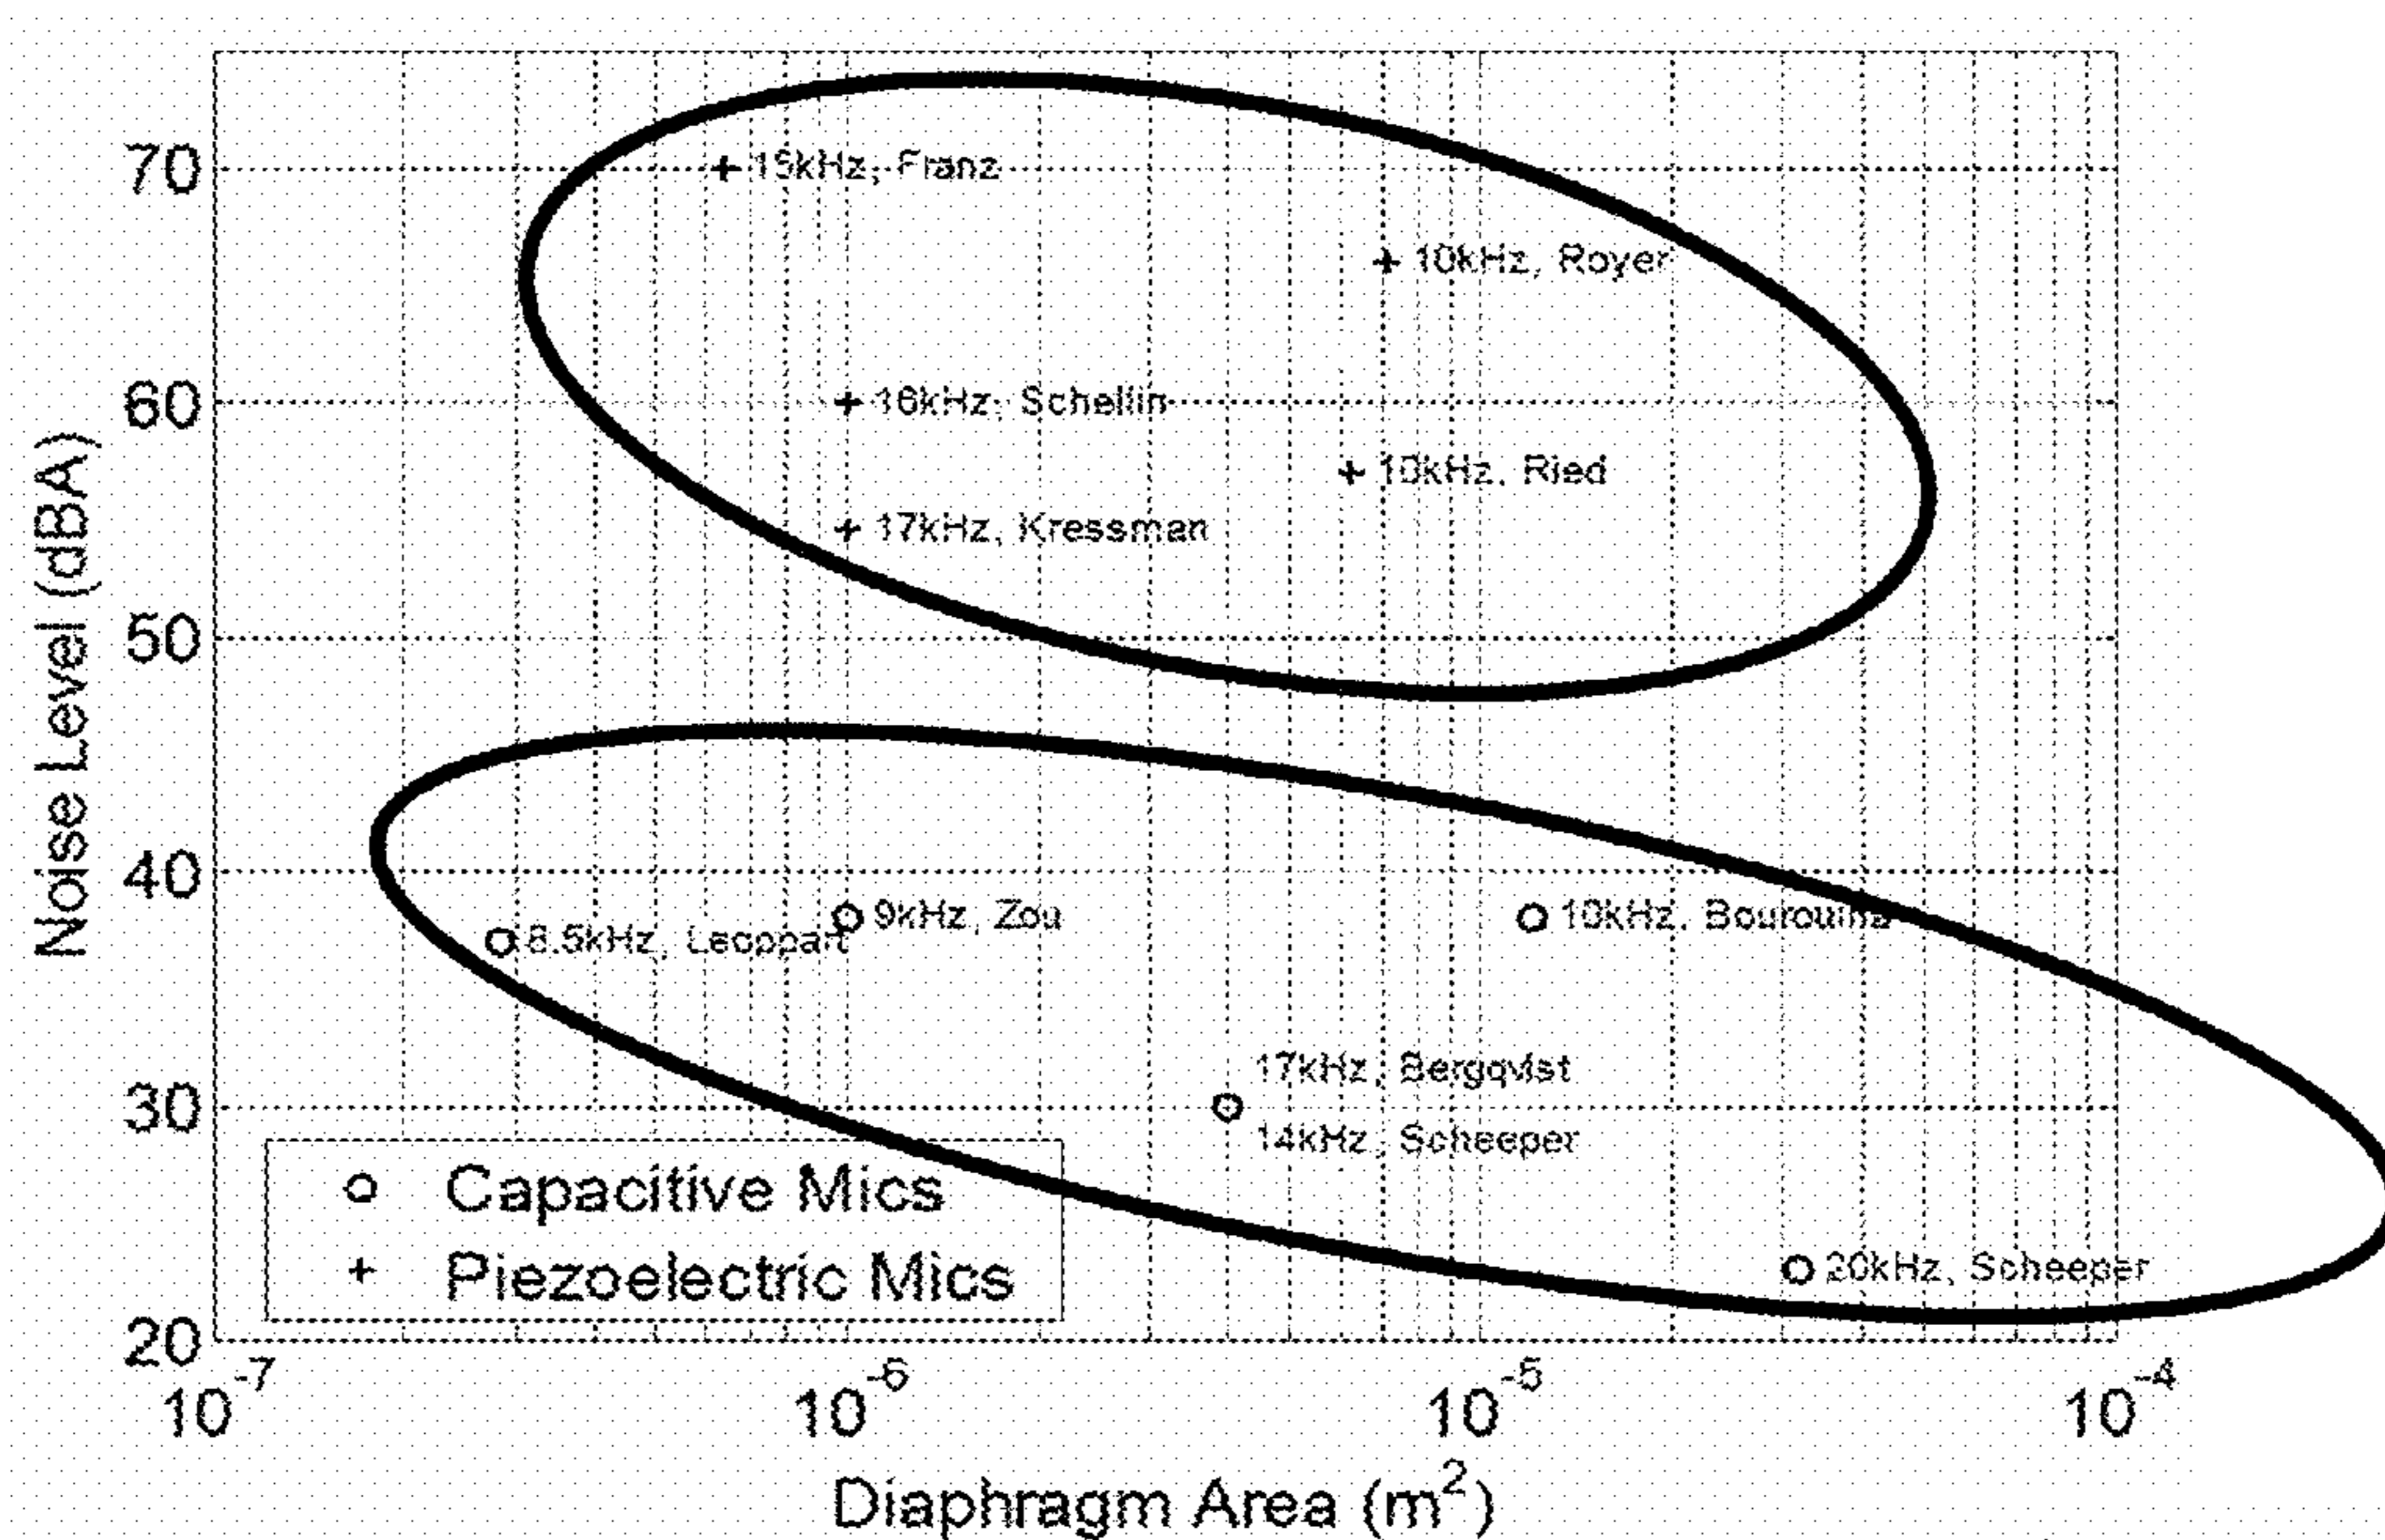 70
15kHz, Franz
10kHz, Royer
60
16kHz, Schellin
10kHz, Ried
17kHz, Kressman
50
Noise Level (dBA)
40
9kHz, Zou
10kHz, Bourouina
8.5kHz, Leoppart
17kHz, Bergqvist
30
14kHz, Scheeper
Capacitive Mics
20kHz, Scheeper
Piezoelectric Mics
20
10^-7
10^-6
10^-5
10^-4
Diaphragm Area (m²)